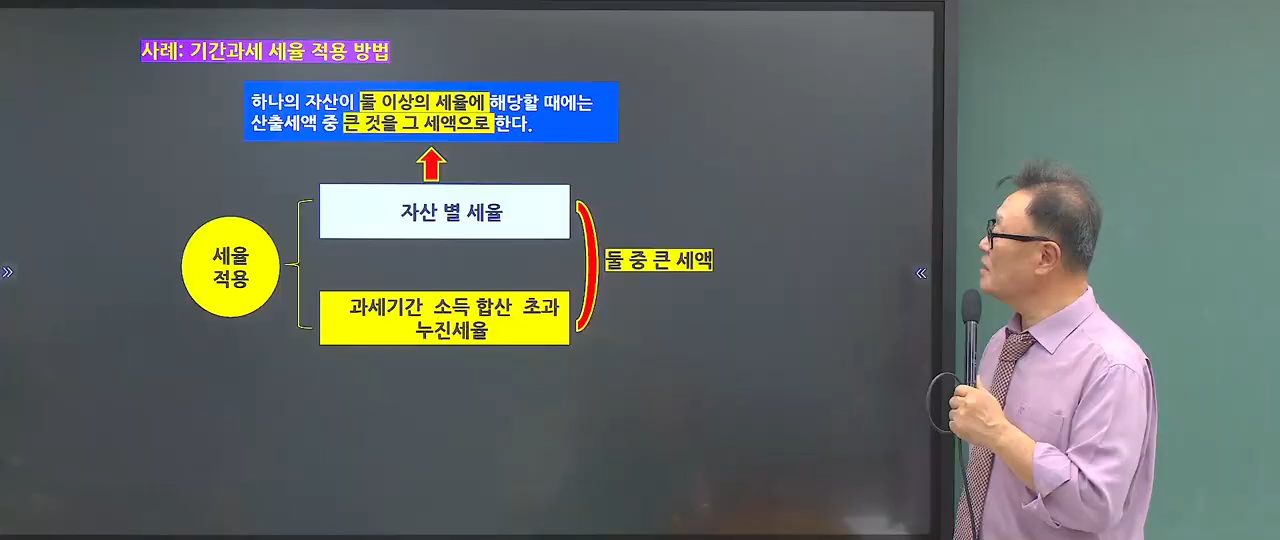 사례: 기간과세 세율 적용 방법
하나의 자산이 둘 이상의 세율에 해당할 때에는
산출세액 중 큰 것을 그 세액으로 한다.
자산 별 세율
세율
적용
둘 중 큰 세액
과세기간 소득 합산 초과
누진세율